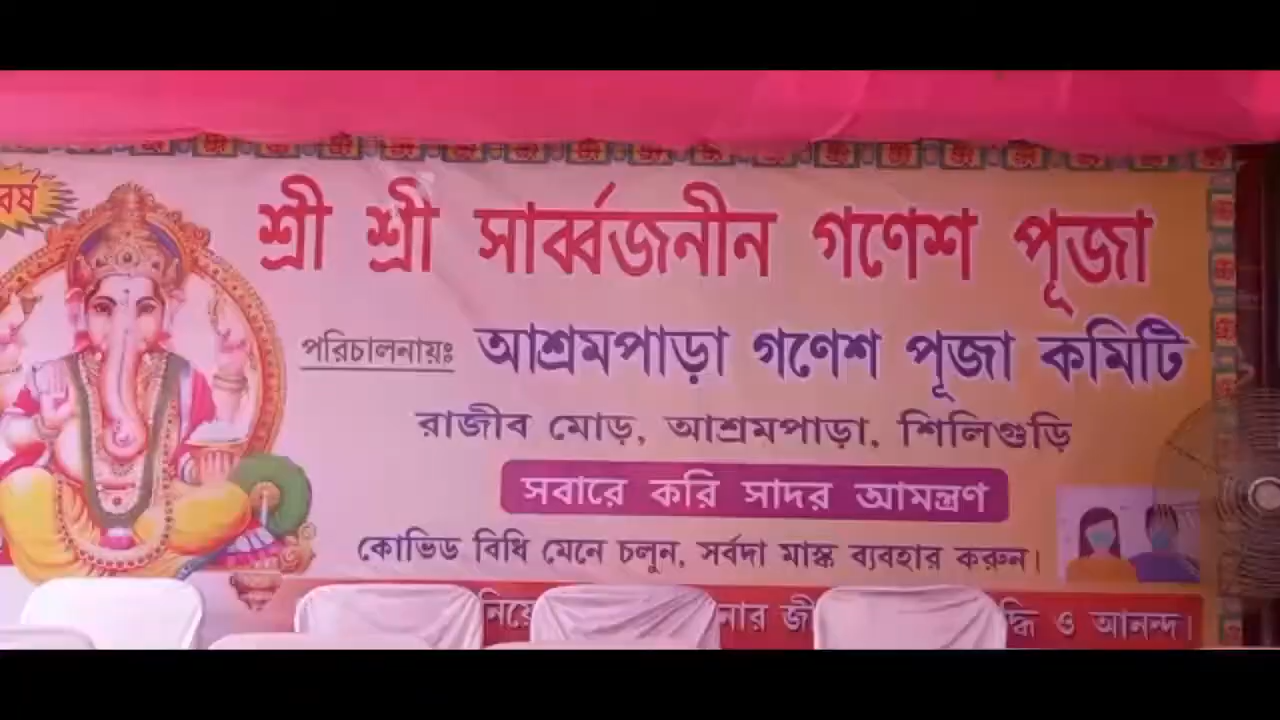 বর্ষ
শ্রী শ্রী সার্ব্বজনীন গণেশ পূজা
পরিচালনায়ঃ আশ্রমপাড়া গণেশ পূজা কমিটি
রাজীব মোড়, আশ্রমপাড়া, শিলিগুড়ি
সবারে করি সাদর আমন্ত্রণ
কোভিড বিধি মেনে চলুন, সর্বদা মাস্ক ব্যবহার করুন।
ও আনন্দ।